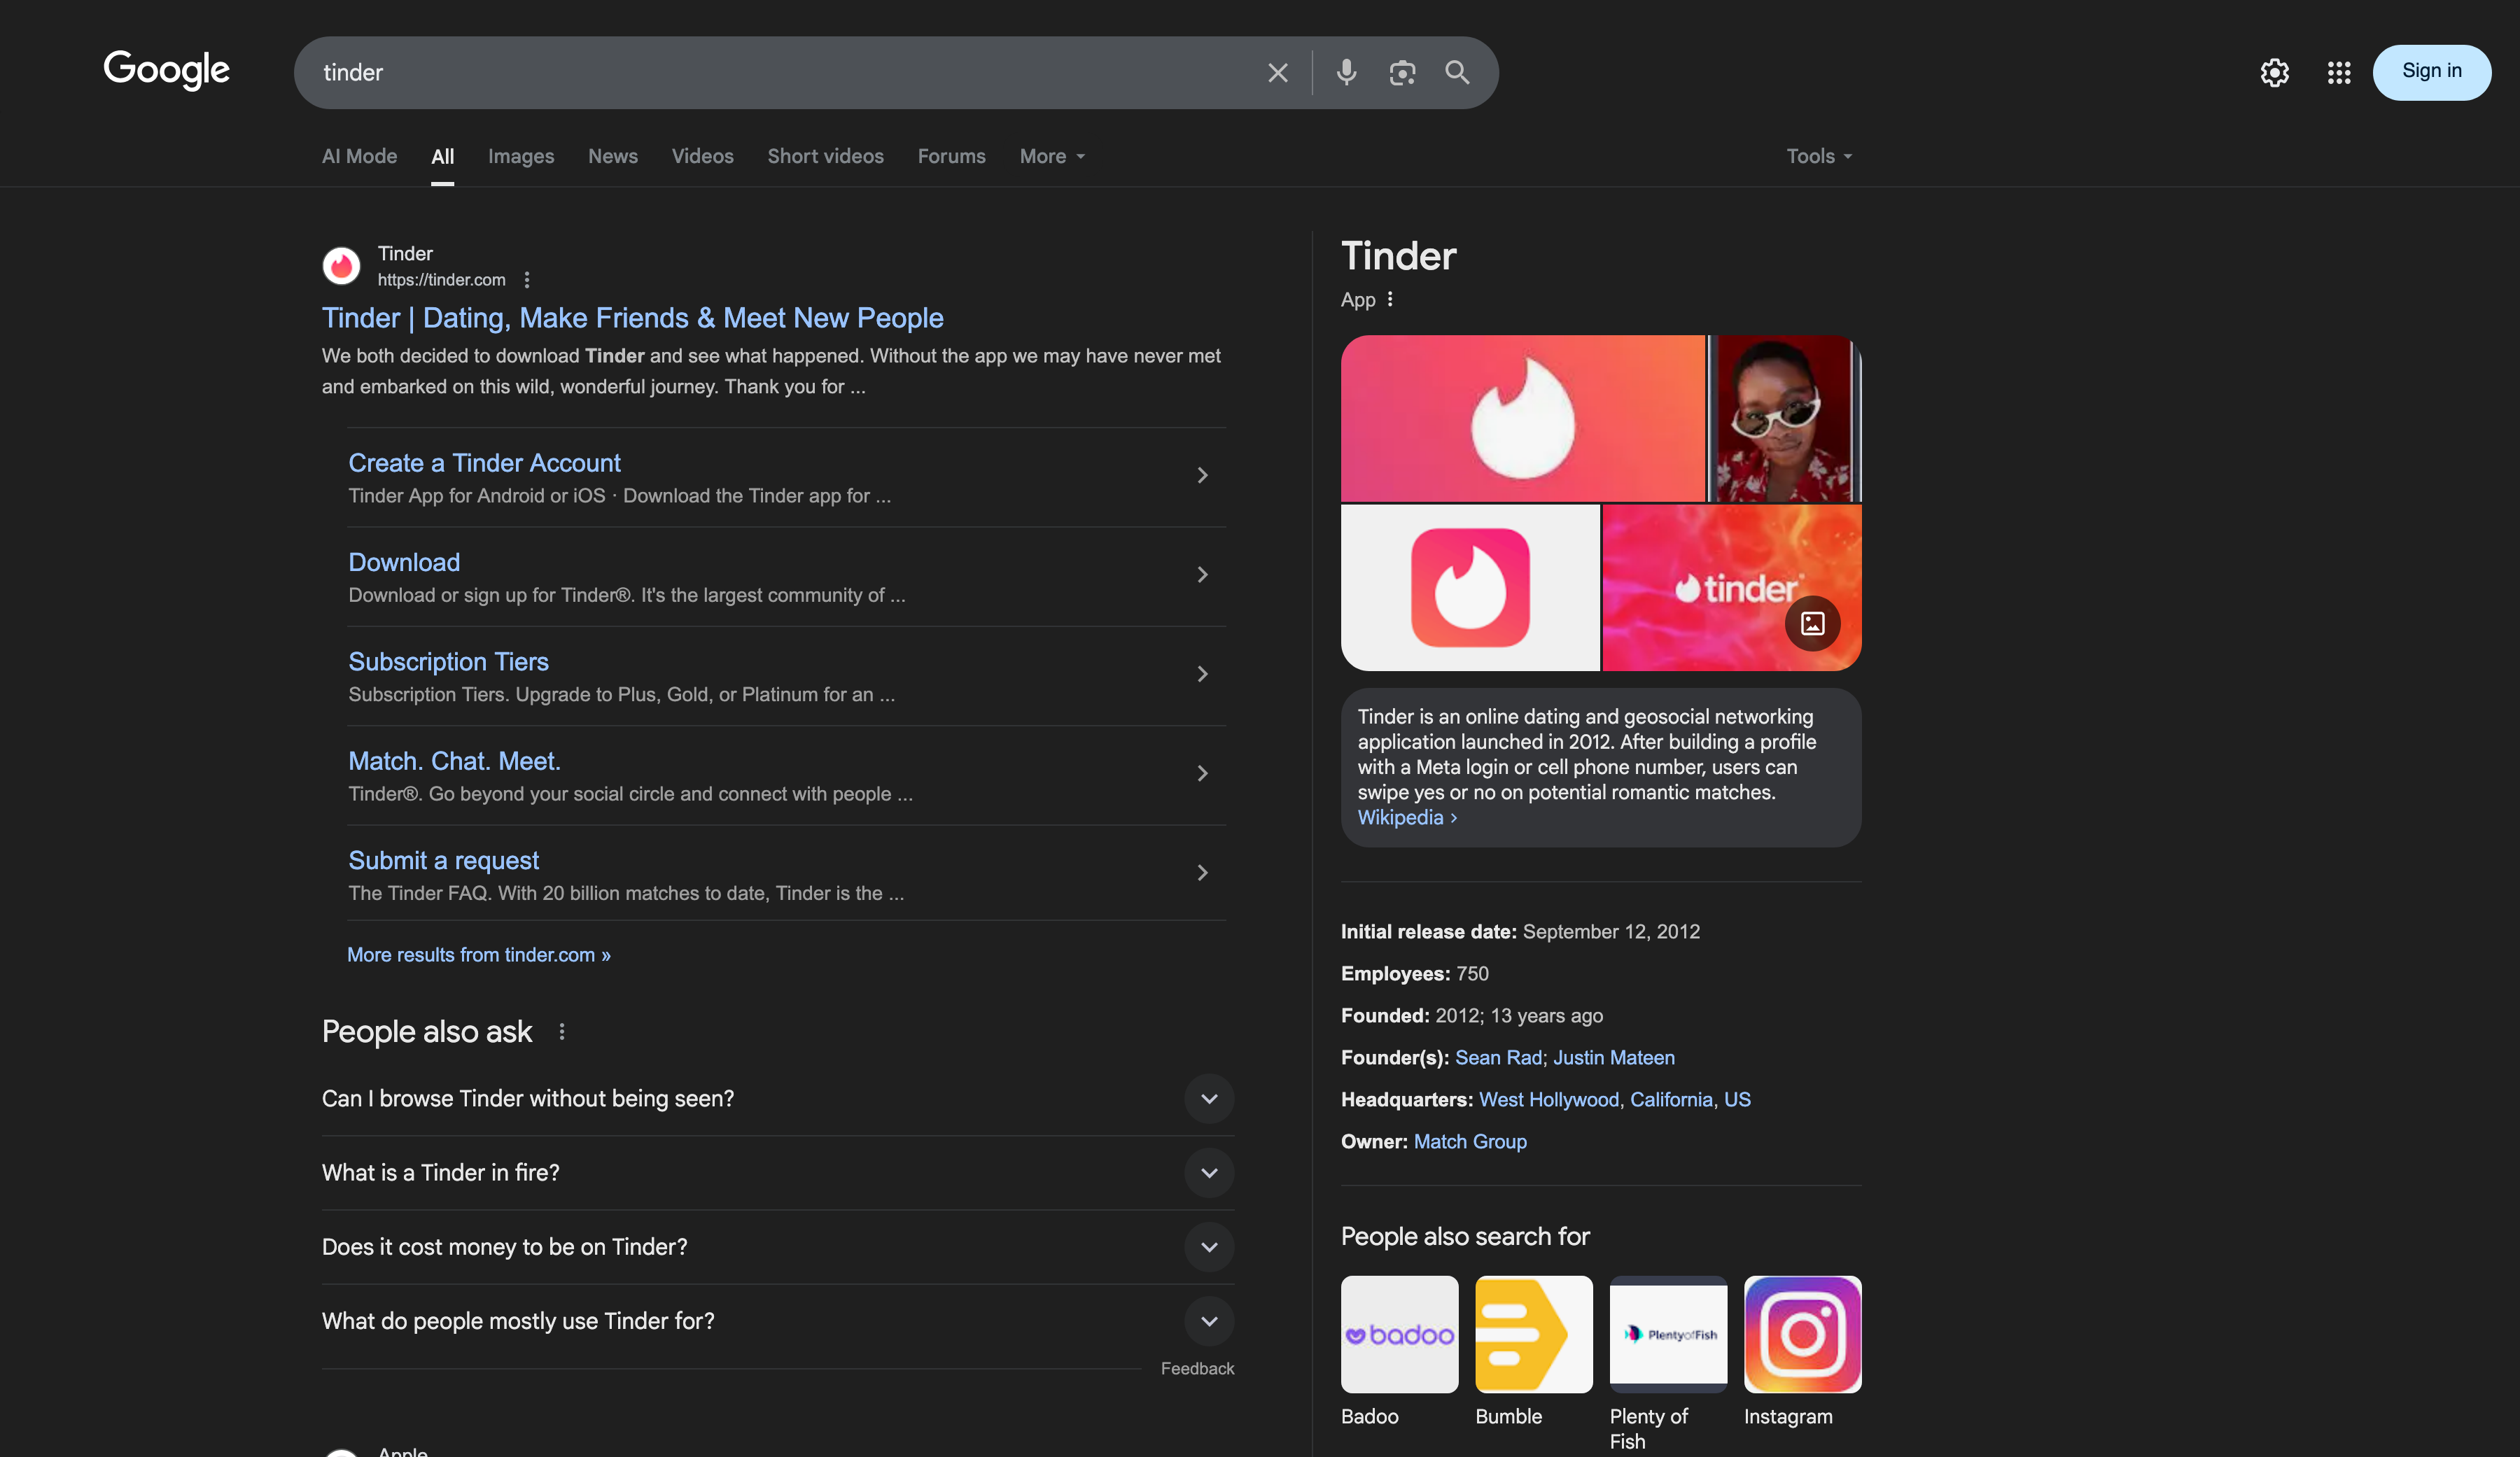 Google
tinder
Sign in
AI Mode
All
Images
News
Videos
Short videos
Forums
More
Tools
Tinder
https://tinder.com
Tinder | Dating, Make Friends & Meet New People
We both decided to download Tinder and see what happened. Without the app we may have never met
and embarked on this wild, wonderful journey. Thank you for ...
Create a Tinder Account
Tinder App for Android or iOS · Download the Tinder app for ...
Download
Download or sign up for Tinder®. It's the largest community of ...
Subscription Tiers
Subscription Tiers. Upgrade to Plus, Gold, or Platinum for an ...
Match. Chat. Meet.
Tinder®. Go beyond your social circle and connect with people ...
Submit a request
The Tinder FAQ. With 20 billion matches to date, Tinder is the ...
More results from tinder.com »
People also ask
Can I browse Tinder without being seen?
What is a Tinder in fire?
Does it cost money to be on Tinder?
What do people mostly use Tinder for?
Feedback
Apple
Tinder
App
tinder
Tinder is an online dating and geosocial networking
application launched in 2012. After building a profile
with a Meta login or cell phone number, users can
swipe yes or no on potential romantic matches.
Wikipedia ›
Initial release date: September 12, 2012
Employees: 750
Founded: 2012; 13 years ago
Founder(s): Sean Rad; Justin Mateen
Headquarters: West Hollywood, California, US
Owner: Match Group
People also search for
badoo
PlentyofFish
Badoo
Bumble
Plenty of
Fish
Instagram